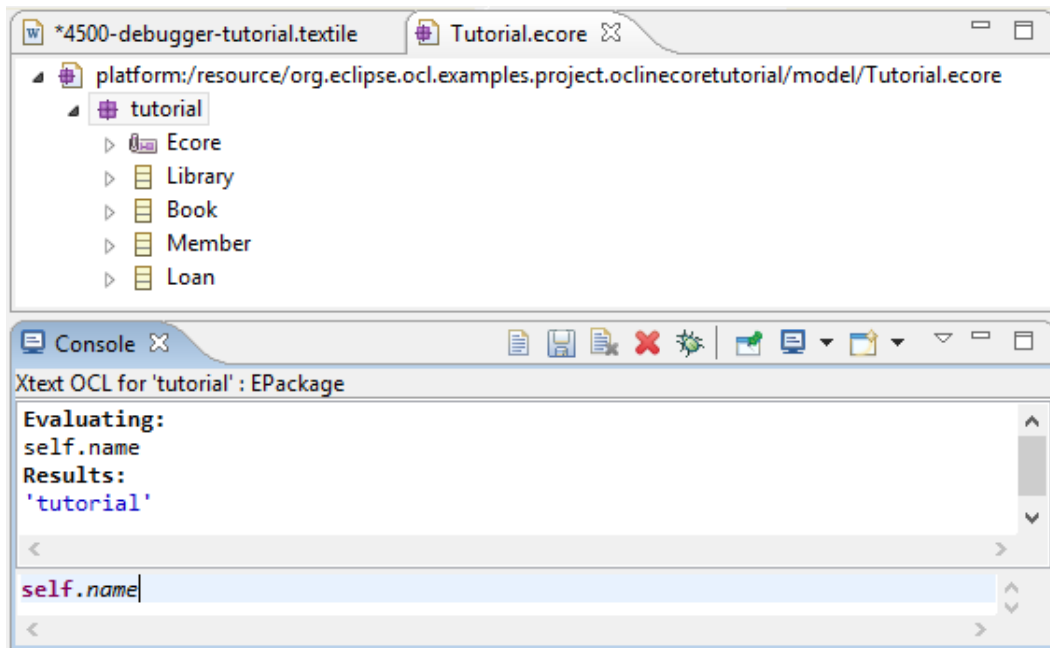 *4500-debugger-tutorial.textile Tutorial.ecore
platform:/resource/org.eclipse.ocl.examples.project.oclinecoretutorial/model/Tutorial.ecore
tutorial
Ecore
Library
Book
Member
Loan
Console
Xtext OCL for 'tutorial' : EPackage
Evaluating:
self.name
Results:
'tutorial'
self.name